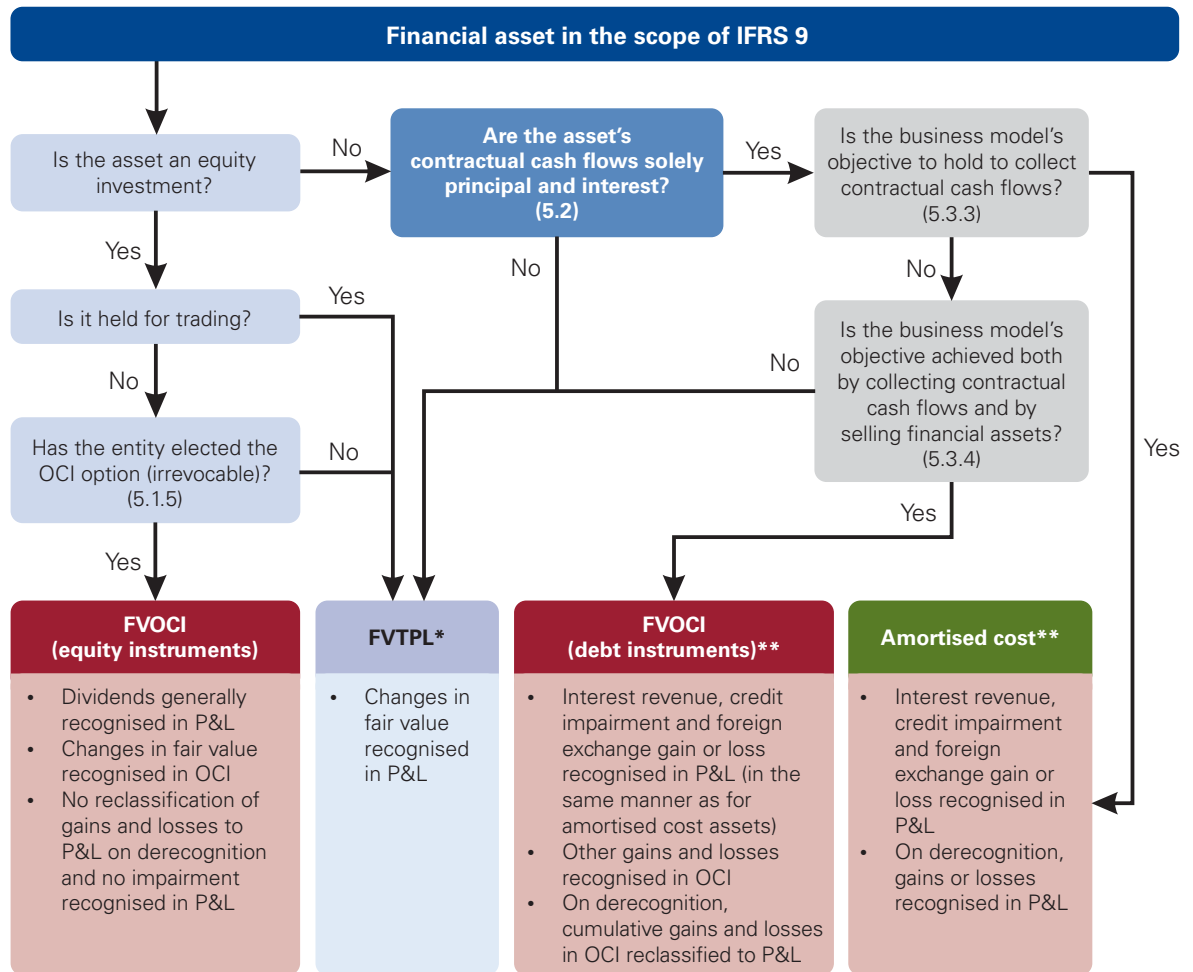 Financial asset in the scope of IFRS 9
Is the asset an equity
investment?
No
Are the asset's
contractual cash flows solely
principal and interest?
(5.2)
Yes
Is the business model's
objective to hold to collect
contractual cash flows?
(5.3.3)
Yes
No
No
Is it held for trading?
Yes
Is the business model's
objective achieved both
by collecting contractual
cash flows and by
selling financial assets?
(5.3.4)
No
No
Has the entity elected the
OCI option (irrevocable)?
(5.1.5)
No
Yes
Yes
Yes
FVOCI
(equity instruments)
• Dividends generally
recognised in P&L
• Changes in fair value
recognised in OCI
• No reclassification of
gains and losses to
P&L on derecognition
and no impairment
recognised in P&L
FVTPL*
• Changes in
fair value
recognised
in P&L
FVOCI
(debt instruments)**
• Interest revenue, credit
impairment and foreign
exchange gain or loss
recognised in P&L (in the
same manner as for
amortised cost assets)
• Other gains and losses
recognised in OCI
• On derecognition,
cumulative gains and losses
in OCI reclassified to P&L
Amortised cost**
• Interest revenue,
credit impairment
and foreign
exchange gain or
loss recognised in
P&L
• On derecognition,
gains or losses
recognised in P&L